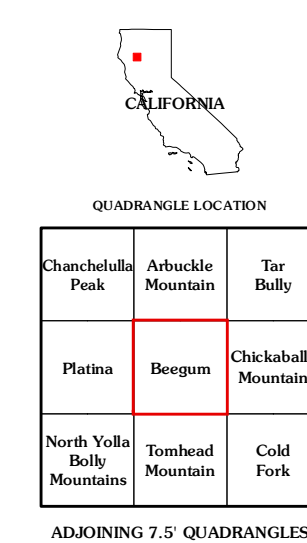 CALIFORNIA
QUADRANGLE LOCATION
Chanchelulla
Peak
Arbuckle
Mountain
Tar
Bully
Platina
Beegum
Chickaball
Mountain
North Yolla
Bolly
Mountains
Tomhead
Mountain
Cold
Fork
ADJOINING 7.5' QUADRANGLES